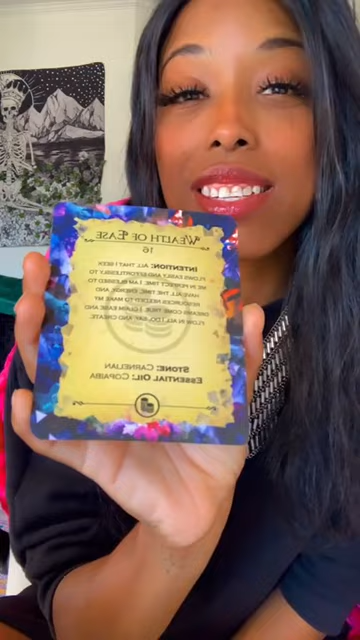 WEALTH OF EASE
16
INTENTION: ALL THAT I SEEK
FLOWS EASILY AND EFFORTLESSLY TO
ME IN PERFECT TIME. I AM BLESSED TO
HAVE ALL THE TIME, ENERGY, AND
RESOURCES NEEDED TO MAKE MY
DREAMS COME TRUE. I LEARN EASE AND
FLOW IN ALL I DO, ARE, AND CREATE.
STONE: CARNELIAN
ESSENTIAL OIL: COPAIBA